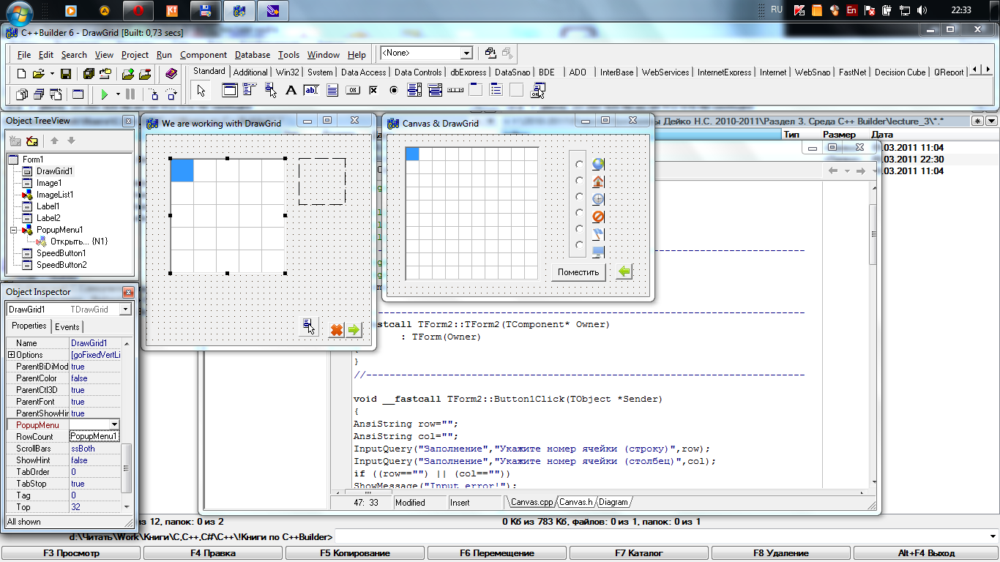 RU
En
22:33
C++Builder 6 - DrawGrid [Built: 0,73 secs]
File Edit Search View Project Run Component Database Tools Window Help
<None>
Standard Additional Win32 System Data Access Data Controls dbExpress DataSnap BDE ADO InterBase WebServices InternetExpress Internet WebSnap FastNet Decision Cube QReport
Object TreeView
Form1
DrawGrid1
Image1
ImageList1
Label1
Label2
PopupMenu1
Открыть... {N1}
SpeedButton1
SpeedButton2
We are working with DrawGrid
Canvas & DrawGrid
Поместить
Дейко Н.С. 2010-2011\Раздел 3. Среда C++ Builder\lecture_3\*.*
Тип Размер Дата
.03.2011 11:04
.03.2011 22:30
.03.2011 11:04
Object Inspector
DrawGrid1 TDrawGrid
Properties Events
Name DrawGrid1
Options [goFixedVertLi
ParentBiDiMod true
ParentColor false
ParentCtl3D true
ParentFont true
ParentShowHin true
PopupMenu
RowCount PopupMenu1
ScrollBars ssBoth
ShowHint false
TabOrder 0
TabStop true
Tag 0
Top 32
All shown
stcall TForm2::TForm2(TComponent* Owner)
: TForm(Owner)
{
}
//----------------------------------------------------------------------------
void __fastcall TForm2::Button1Click(TObject *Sender)
{
AnsiString row="";
AnsiString col="";
InputQuery("Заполнение","Укажите номер ячейки (строку)",row);
InputQuery("Заполнение","Укажите номер ячейки (столбец)",col);
if ((row=="") || (col==""))
ShowMessage("Input error!");
47: 33 Modified Insert Canvas.cpp Canvas.h Diagram
из 12, папок: 0 из 2
0 Кб из 783 Кб, файлов: 0 из 1, папок: 0 из 1
d:\Читать\Work\Книги\C,C++,C#\C++\!Книги по C++Builder>
F3 Просмотр F4 Правка F5 Копирование F6 Перемещение F7 Каталог F8 Удаление Alt+F4 Выход